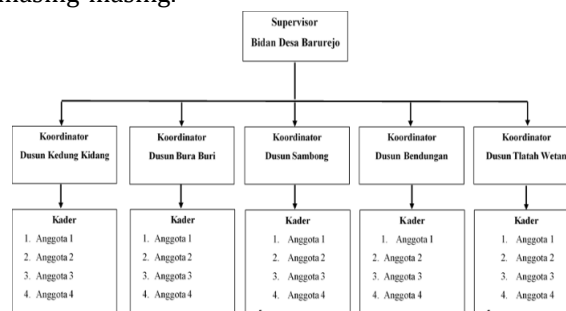 masing-masing.
Supervisor
Bidan Desa Barurejo
Koordinator
Dusun Kedung Kidang
Koordinator
Dusun Bura Buri
Koordinator
Dusun Sambong
Koordinator
Dusun Bendungan
Koordinator
Dusun Tlatah Wetan
Kader
1. Anggota 1
2. Anggota 2
3. Anggota 3
4. Anggota 4
Kader
1. Anggota 1
2. Anggota 2
3. Anggota 3
4. Anggota 4
Kader
1. Anggota 1
2. Anggota 2
3. Anggota 3
4. Anggota 4
Kader
1. Anggota 1
2. Anggota 2
3. Anggota 3
4. Anggota 4
Kader
1. Anggota 1
2. Anggota 2
3. Anggota 3
4. Anggota 4